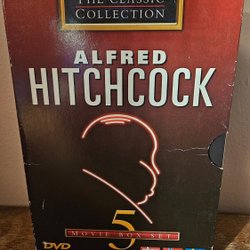 THE CLASSIC
COLLECTION
ALFRED
HITCHCOCK
5
MOVIE BOX SET
DVD